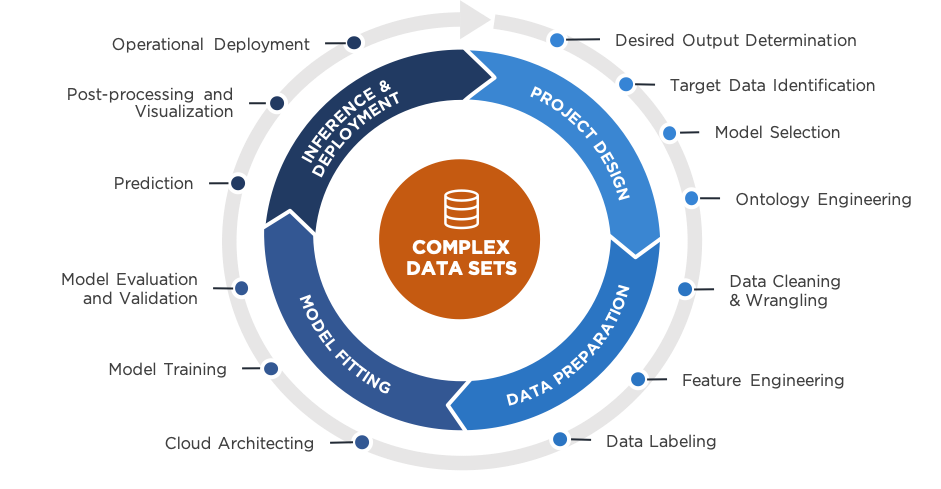 Operational Deployment
Desired Output Determination
Post-processing and
Visualization
Target Data Identification
Model Selection
Prediction
Ontology Engineering
Model Evaluation
and Validation
Data Cleaning
& Wrangling
Model Training
Feature Engineering
Cloud Architecting
Data Labeling
INFERENCE &
DEPLOYMENT
PROJECT DESIGN
DATA PREPARATION
MODEL FITTING
COMPLEX
DATA SETS